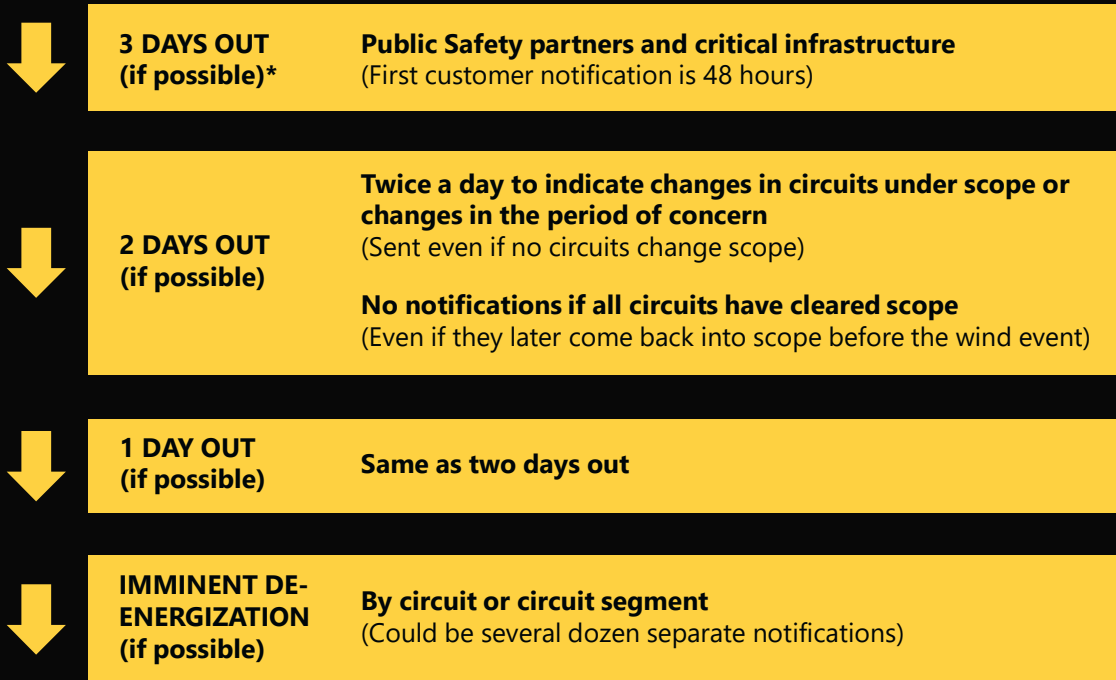 3 DAYS OUT
(if possible)*
Public Safety partners and critical infrastructure
(First customer notification is 48 hours)
2 DAYS OUT
(if possible)
Twice a day to indicate changes in circuits under scope or
changes in the period of concern
(Sent even if no circuits change scope)
No notifications if all circuits have cleared scope
(Even if they later come back into scope before the wind event)
1 DAY OUT
(if possible)
Same as two days out
IMMINENT DE-
ENERGIZATION
(if possible)
By circuit or circuit segment
(Could be several dozen separate notifications)